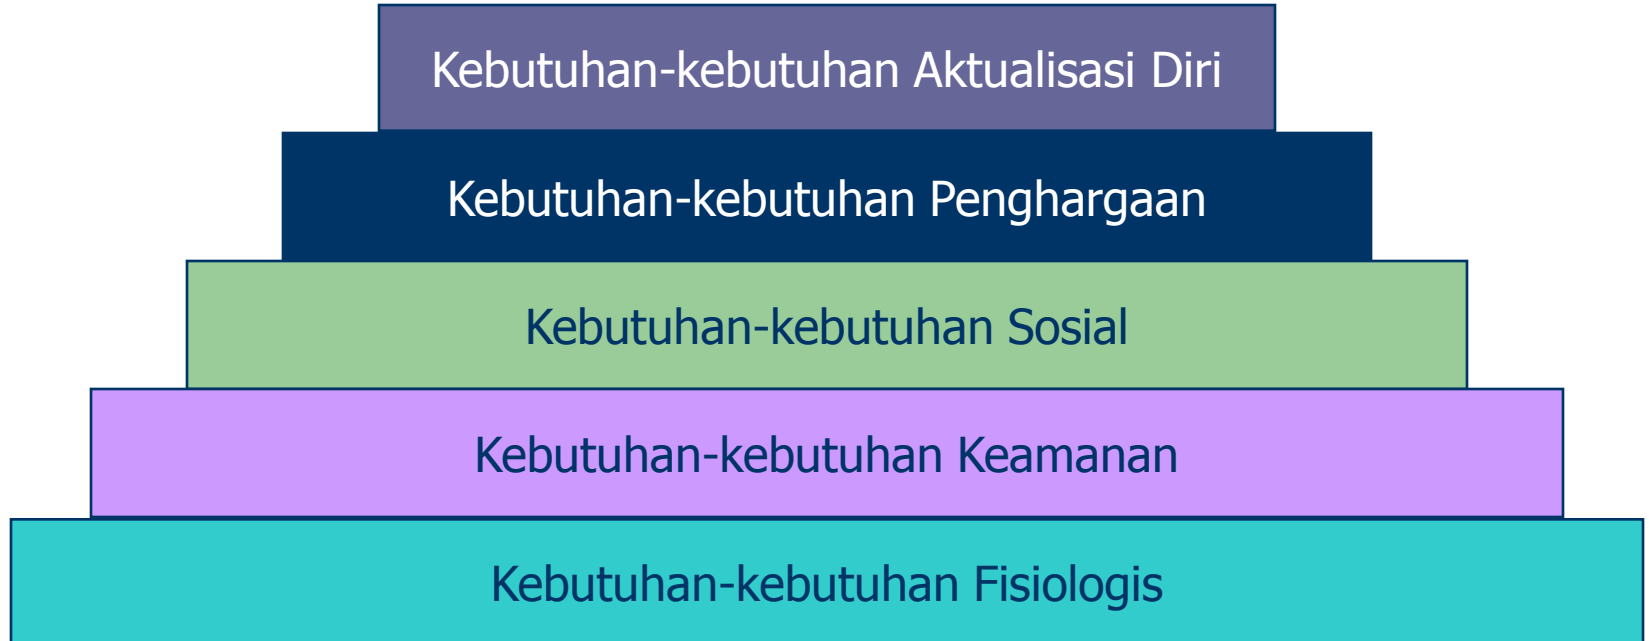 Kebutuhan-kebutuhan Aktualisasi Diri
Kebutuhan-kebutuhan Penghargaan
Kebutuhan-kebutuhan Sosial
Kebutuhan-kebutuhan Keamanan
Kebutuhan-kebutuhan Fisiologis